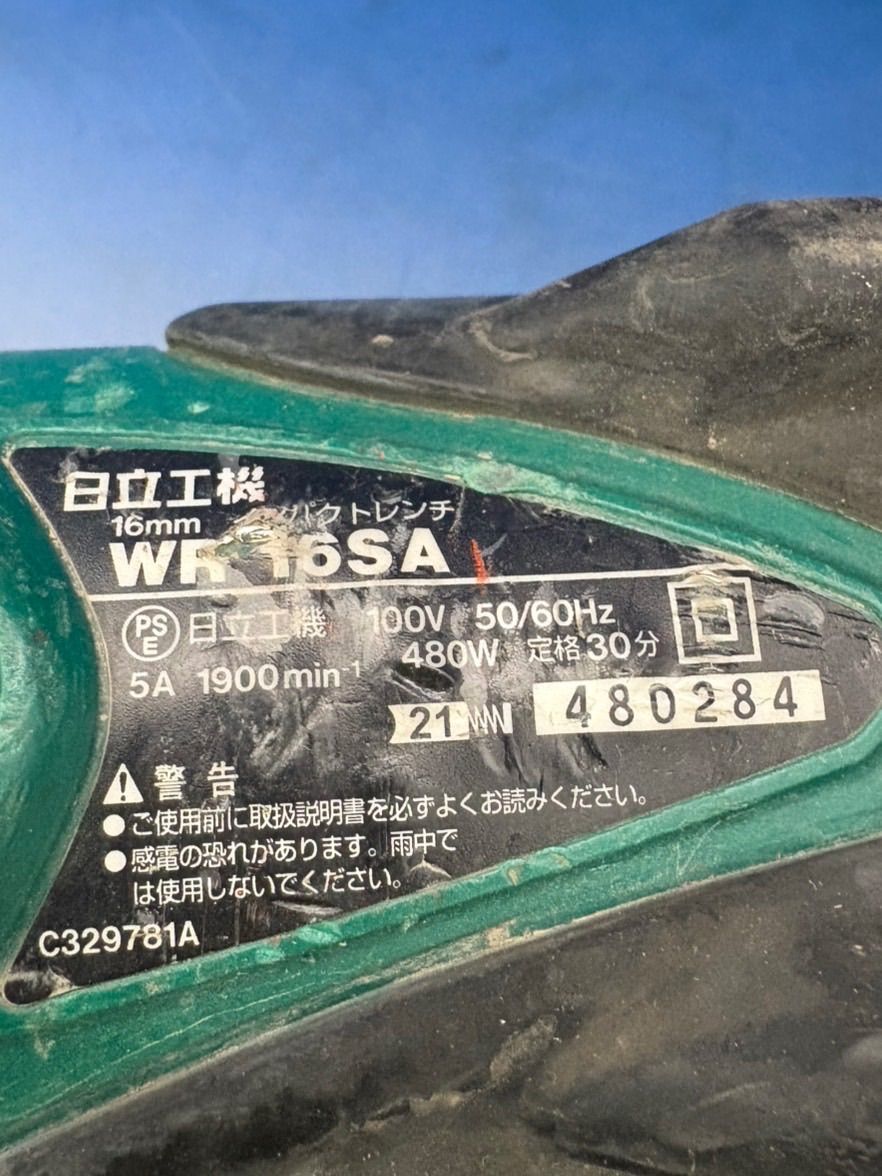 日立工機
16mm パクトレンチ
WR 16SA
PSE 日立工機 100V 50/60Hz
5A 1900min⁻¹ 480W 定格30分
21 480284
警告
●ご使用前に取扱説明書を必ずよくお読みください。
●感電の恐れがあります。雨中で
は使用しないでください。
C329781A